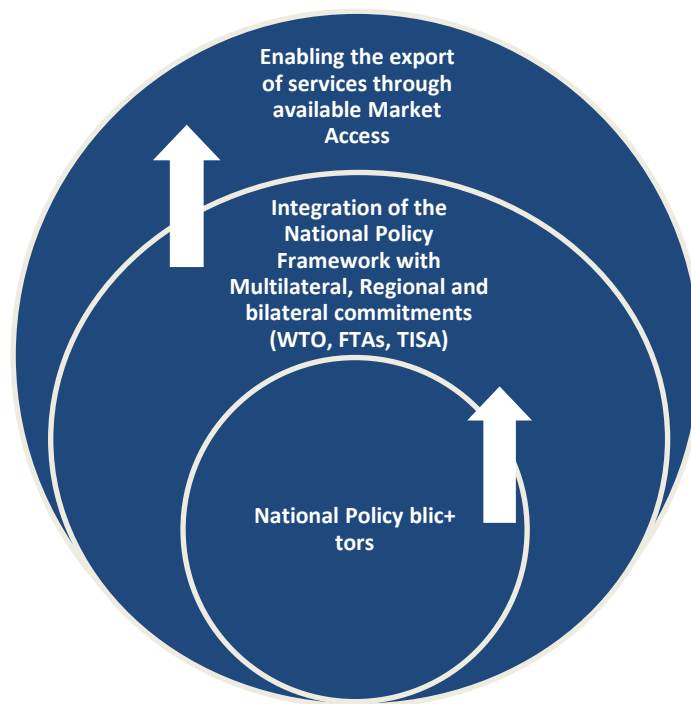 Enabling the export
of services through
available Market
Access
Integration of the
National Policy
Framework with
Multilateral, Regional and
bilateral commitments
(WTO, FTAs, TISA)
National Policy blic+
tors